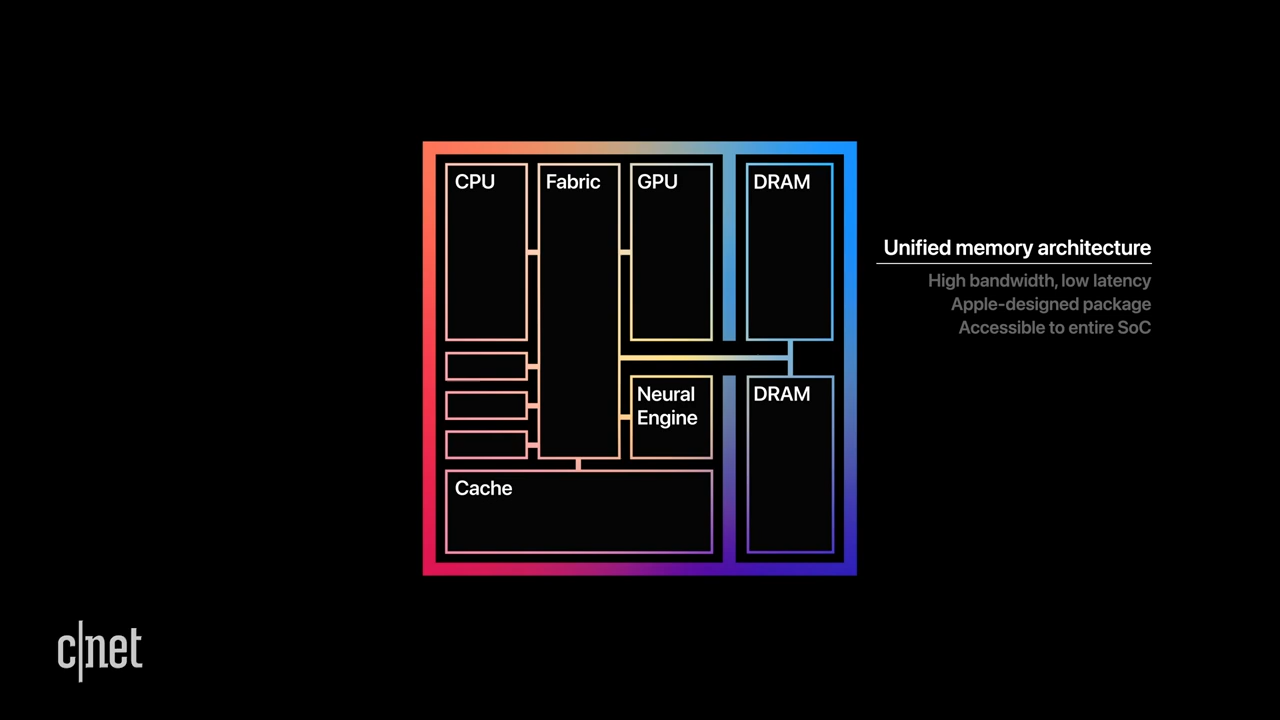 CPU
Fabric
GPU
DRAM
Neural
Engine
DRAM
Cache
Unified memory architecture
High bandwidth, low latency
Apple-designed package
Accessible to entire SoC
c|net